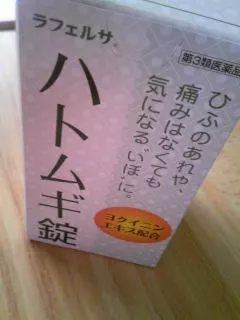 ラフェルサ®
ハトムギ錠
第3類医薬品
ひふのあれや、
痛みはなくても
気になる"いぼ"に。
ヨクイニン
エキス配合